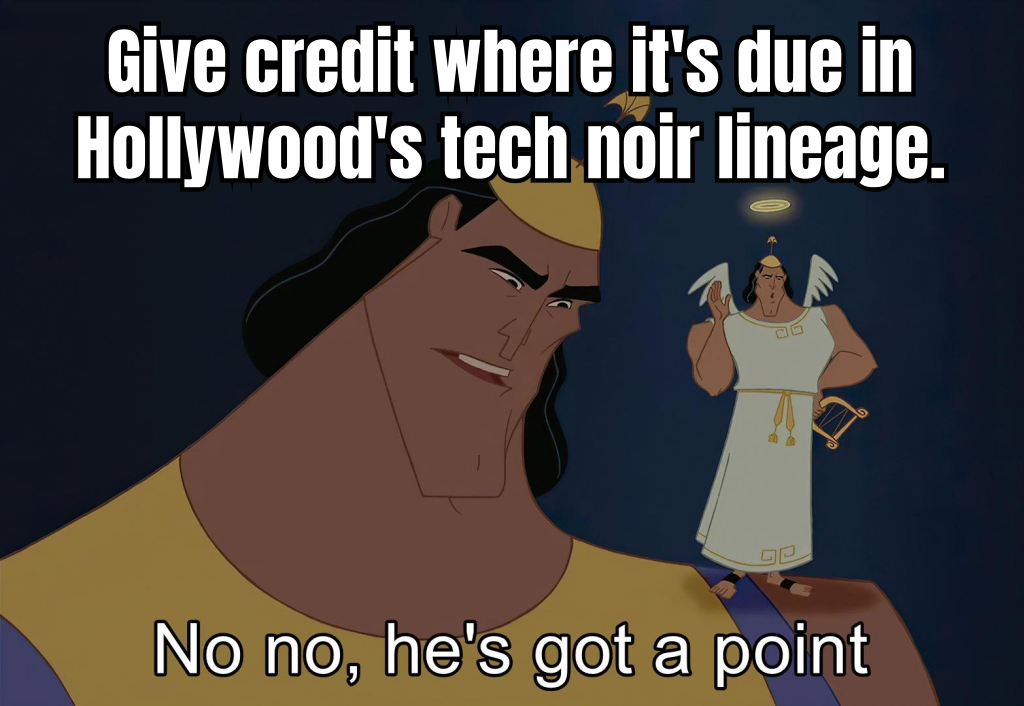 Give credit where it's due in
Hollywood's tech noir lineage.
No no, he's got a point